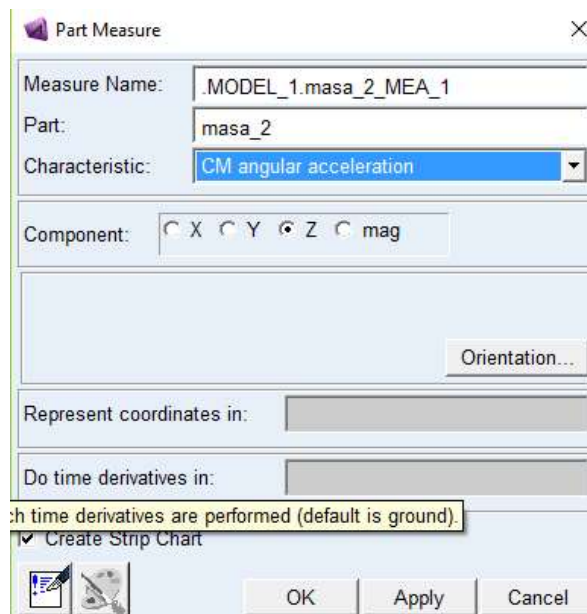 Part Measure
Measure Name: .MODEL_1.masa_2_MEA_1
Part: masa_2
Characteristic: CM angular acceleration
Component: X Y Z mag
Orientation...
Represent coordinates in:
Do time derivatives in:
ch time derivatives are performed (default is ground).
Create Strip Chart
OK Apply Cancel